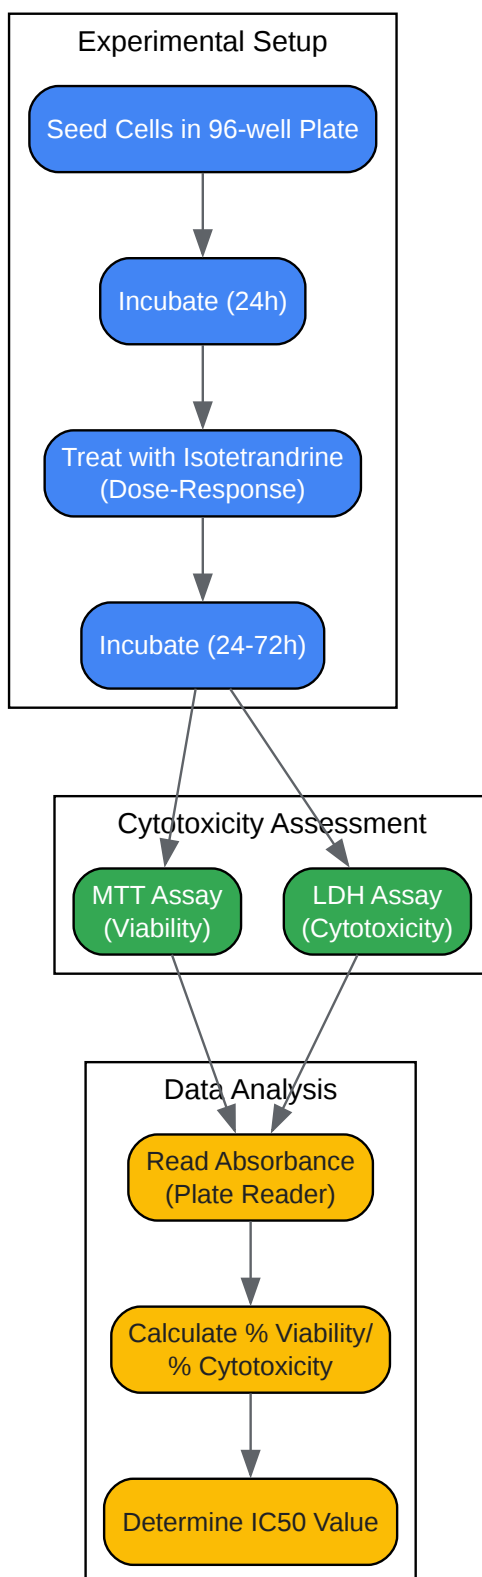 Experimental Setup
Seed Cells in 96-well Plate
Incubate (24h)
Treat with Isotetrandrine
(Dose-Response)
Incubate (24-72h)
Cytotoxicity Assessment
MTT Assay
(Viability)
LDH Assay
(Cytotoxicity)
Data Analysis
Read Absorbance
(Plate Reader)
Calculate % Viability/
% Cytotoxicity
Determine IC50 Value